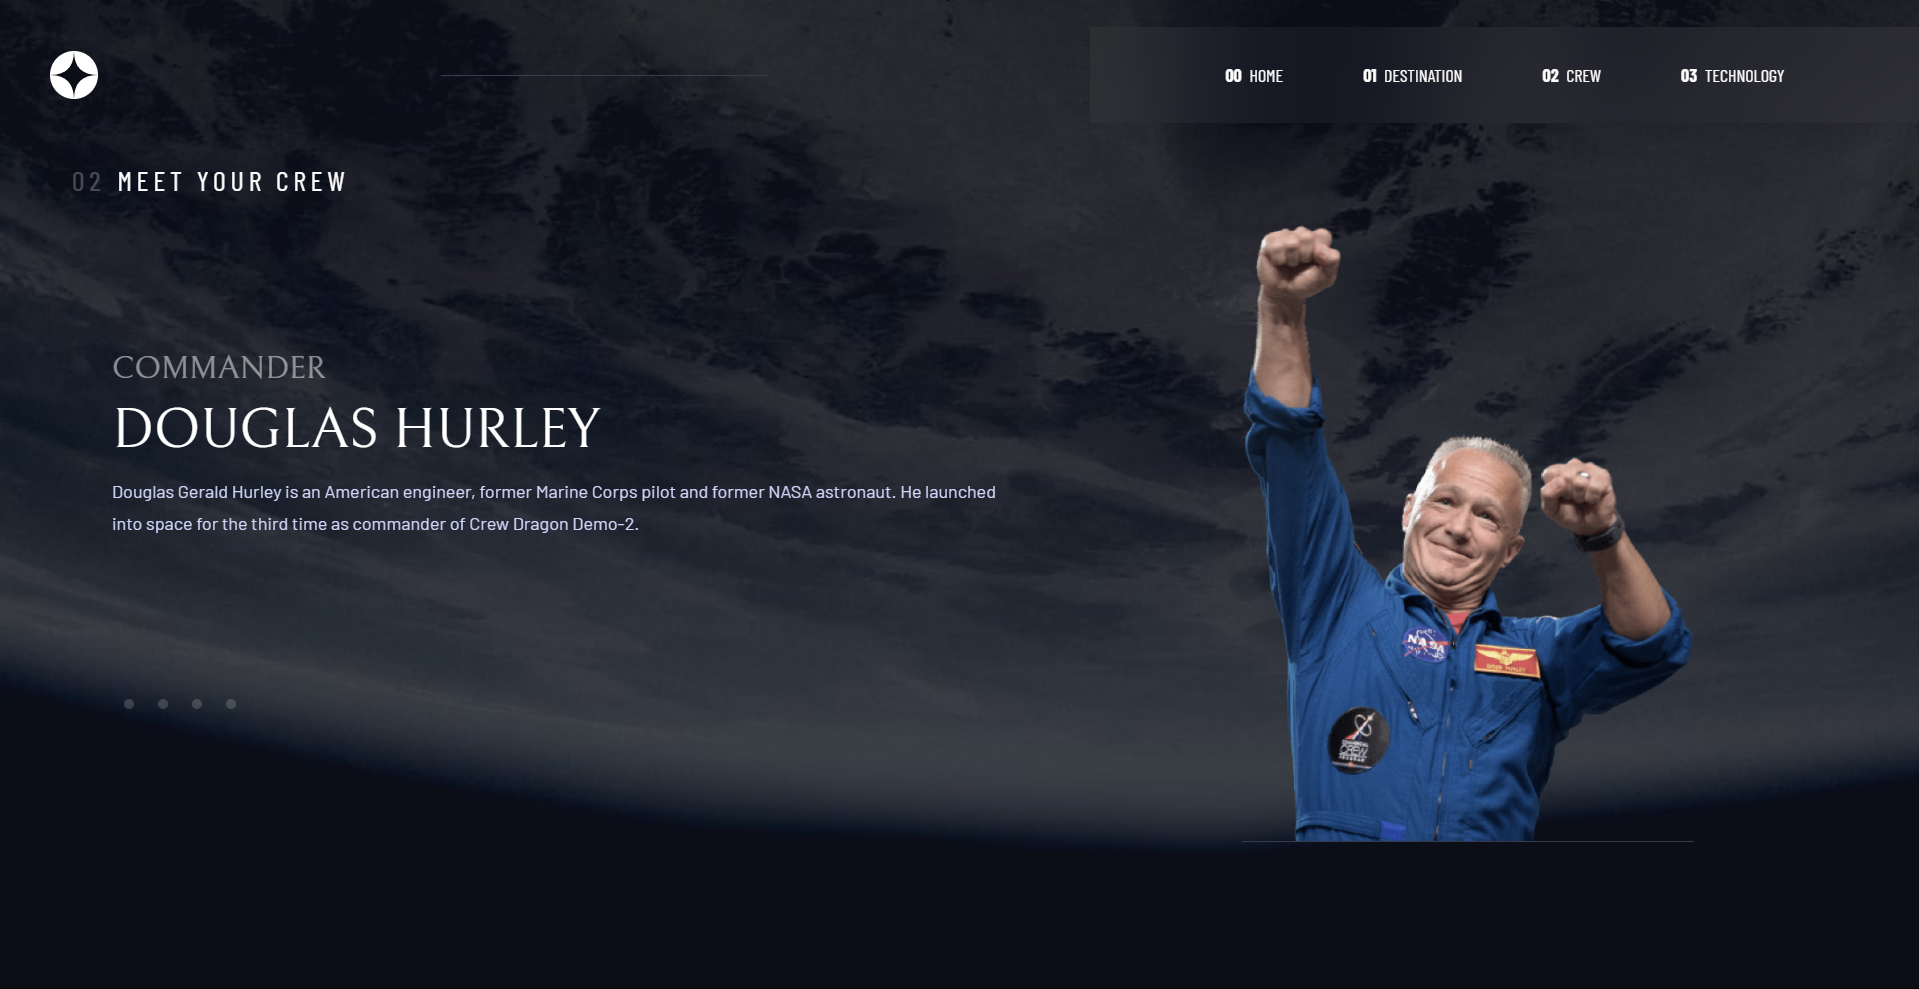 00 HOME 01 DESTINATION 02 CREW 03 TECHNOLOGY
02 MEET YOUR CREW
COMMANDER
DOUGLAS HURLEY
Douglas Gerald Hurley is an American engineer, former Marine Corps pilot and former NASA astronaut. He launched
into space for the third time as commander of Crew Dragon Demo-2.
NASA
CREW